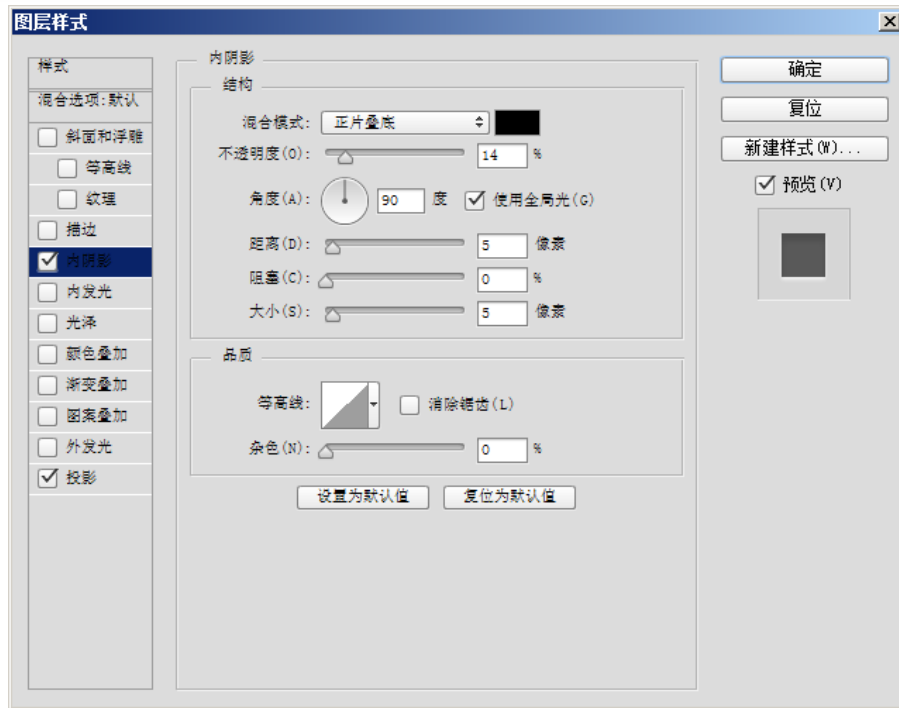 图层样式
样式
混合选项:默认
斜面和浮雕
等高线
纹理
描边
内阴影
内发光
光泽
颜色叠加
渐变叠加
图案叠加
外发光
投影
内阴影
结构
混合模式: 正片叠底
不透明度(O): 14 %
角度(A): 90 度 使用全局光(G)
距离(D): 5 像素
阻塞(C): 0 %
大小(S): 5 像素
品质
等高线: 消除锯齿(L)
杂色(N): 0 %
设置为默认值 复位为默认值
确定
复位
新建样式(W)...
预览(V)